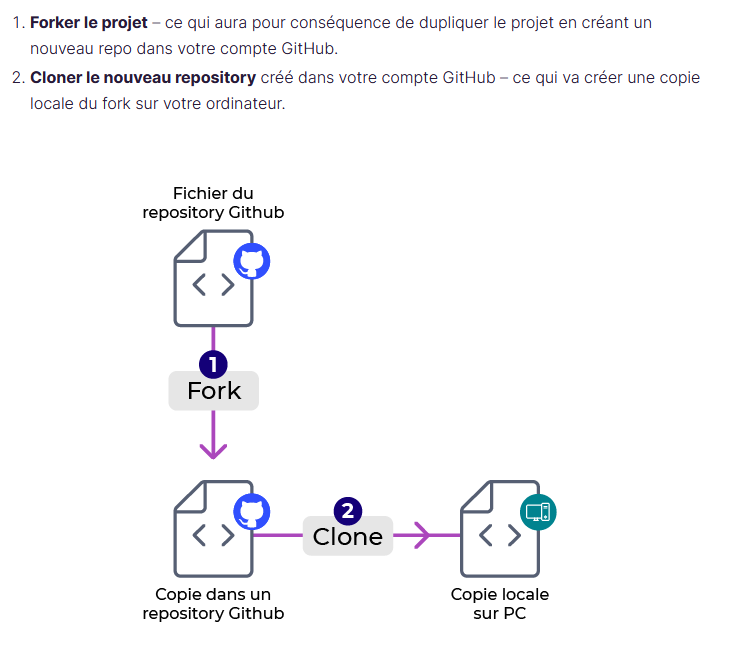 1. Forker le projet – ce qui aura pour conséquence de dupliquer le projet en créant un
nouveau repo dans votre compte GitHub.
2. Cloner le nouveau repository créé dans votre compte GitHub – ce qui va créer une copie
locale du fork sur votre ordinateur.
Fichier du
repository Github
< >
1
Fork
< >
2
Clone
< >
Copie dans un
repository Github
Copie locale
sur PC